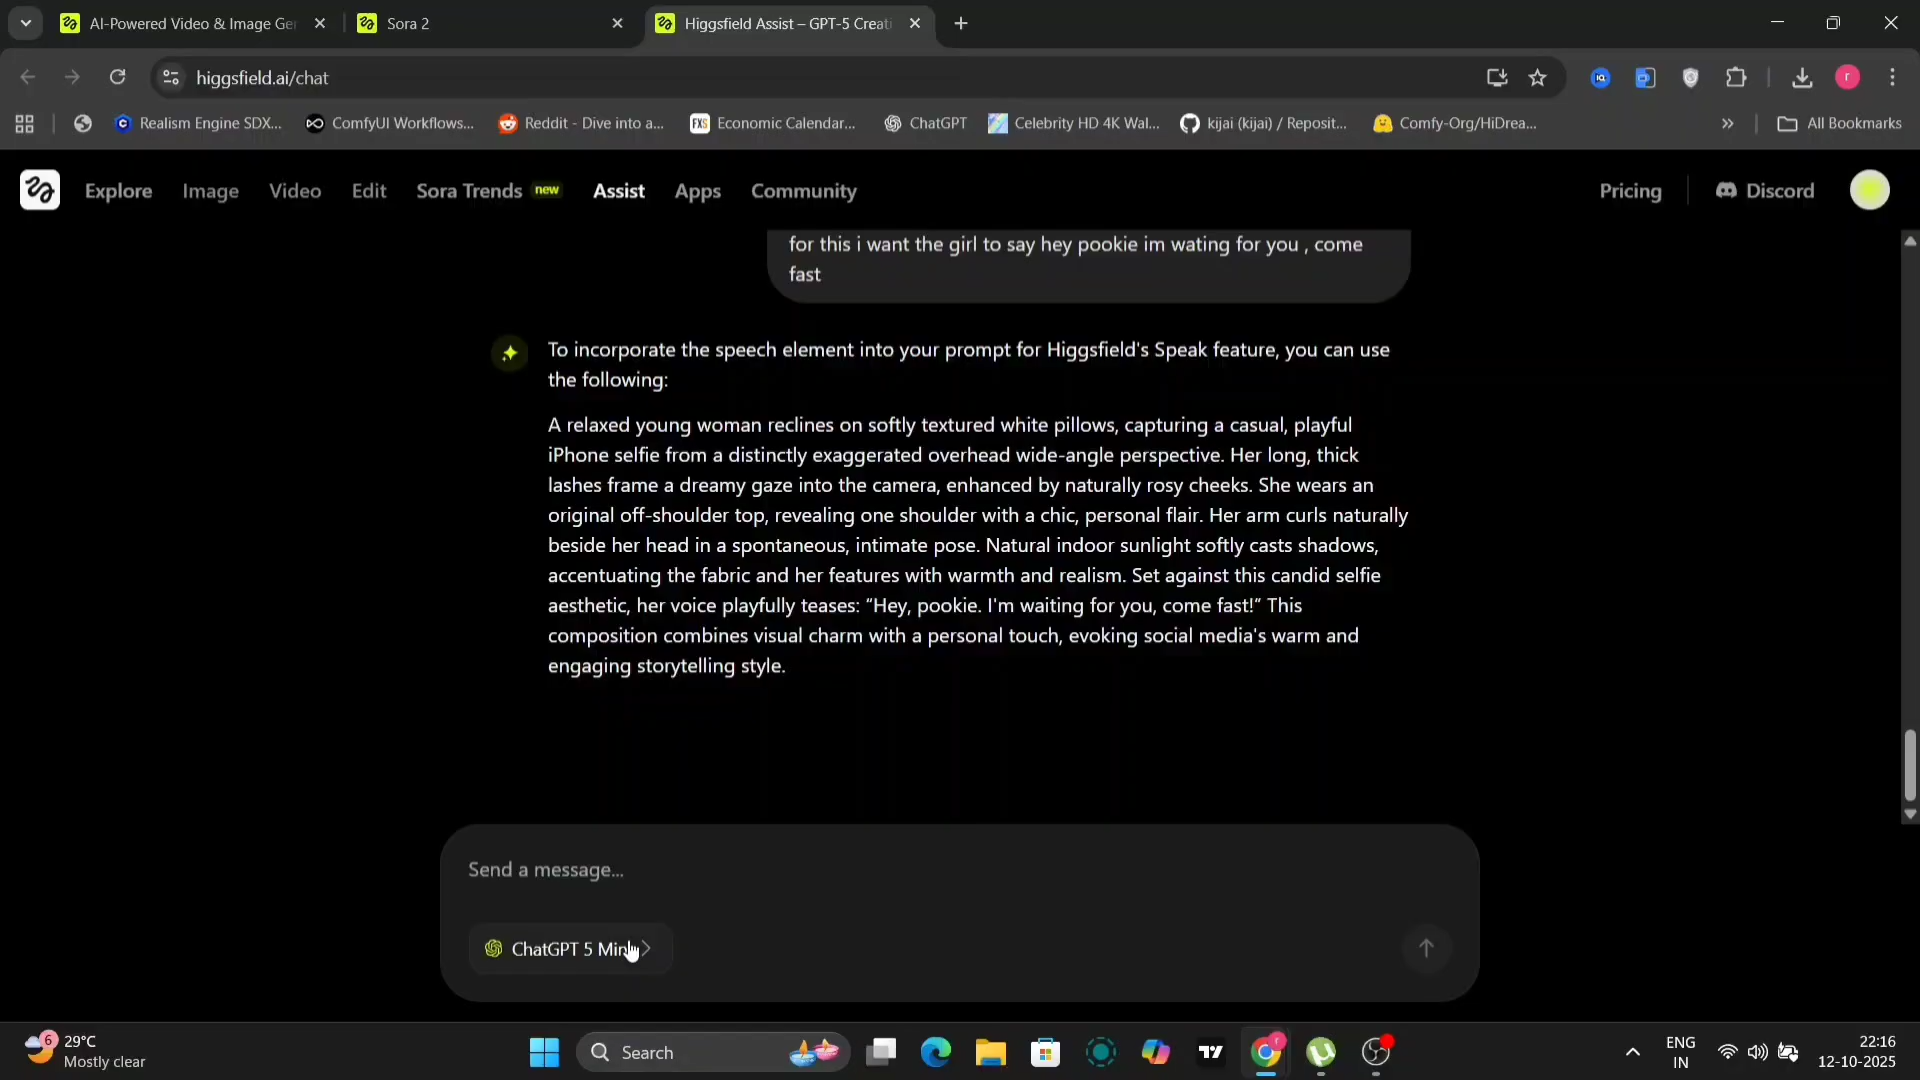 AI-Powered Video & Image Ge
Sora 2
Higgsfield Assist – GPT-5 Creati
higgsfield.ai/chat
r
Realism Engine SDX...
ComfyUI Workflows...
Reddit - Dive into a...
FXS
Economic Calendar...
ChatGPT
Celebrity HD 4K Wal...
kijai (kijai) / Reposit...
Comfy-Org/HiDrea...
All Bookmarks
Explore
Image
Video
Edit
Sora Trends new
Assist
Apps
Community
Pricing
Discord
for this i want the girl to say hey pookie im wating for you , come
fast
To incorporate the speech element into your prompt for Higgsfield's Speak feature, you can use
the following:
A relaxed young woman reclines on softly textured white pillows, capturing a casual, playful
iPhone selfie from a distinctly exaggerated overhead wide-angle perspective. Her long, thick
lashes frame a dreamy gaze into the camera, enhanced by naturally rosy cheeks. She wears an
original off-shoulder top, revealing one shoulder with a chic, personal flair. Her arm curls naturally
beside her head in a spontaneous, intimate pose. Natural indoor sunlight softly casts shadows,
accentuating the fabric and her features with warmth and realism. Set against this candid selfie
aesthetic, her voice playfully teases: “Hey, pookie. I'm waiting for you, come fast!” This
composition combines visual charm with a personal touch, evoking social media's warm and
engaging storytelling style.
Send a message...
ChatGPT 5 Min
6
29°C
Mostly clear
Search
ENG
IN
22:16
12-10-2025